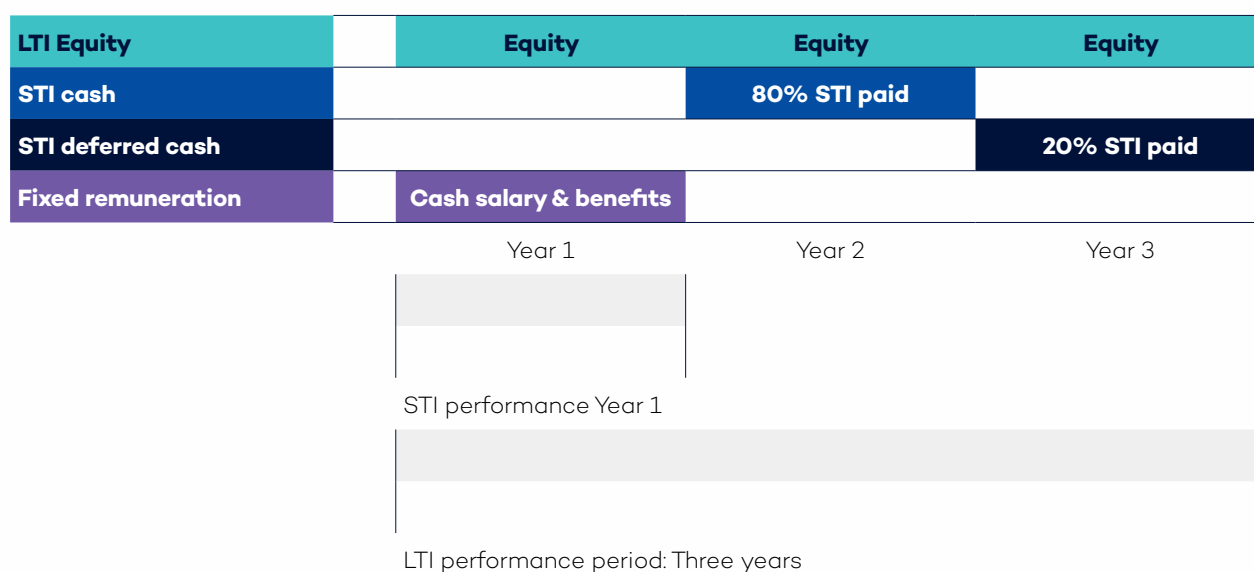 LTI Equity Equity Equity Equity
STI cash 80% STI paid
STI deferred cash 20% STI paid
Fixed remuneration Cash salary & benefits
Year 1 Year 2 Year 3
STI performance Year 1
LTI performance period: Three years